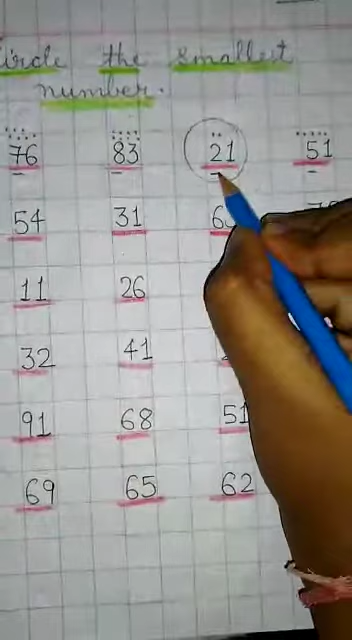 Circle the smallest
number.
76 83 21 51
54 31
11 26
32 41
91 68 51
69 65 62